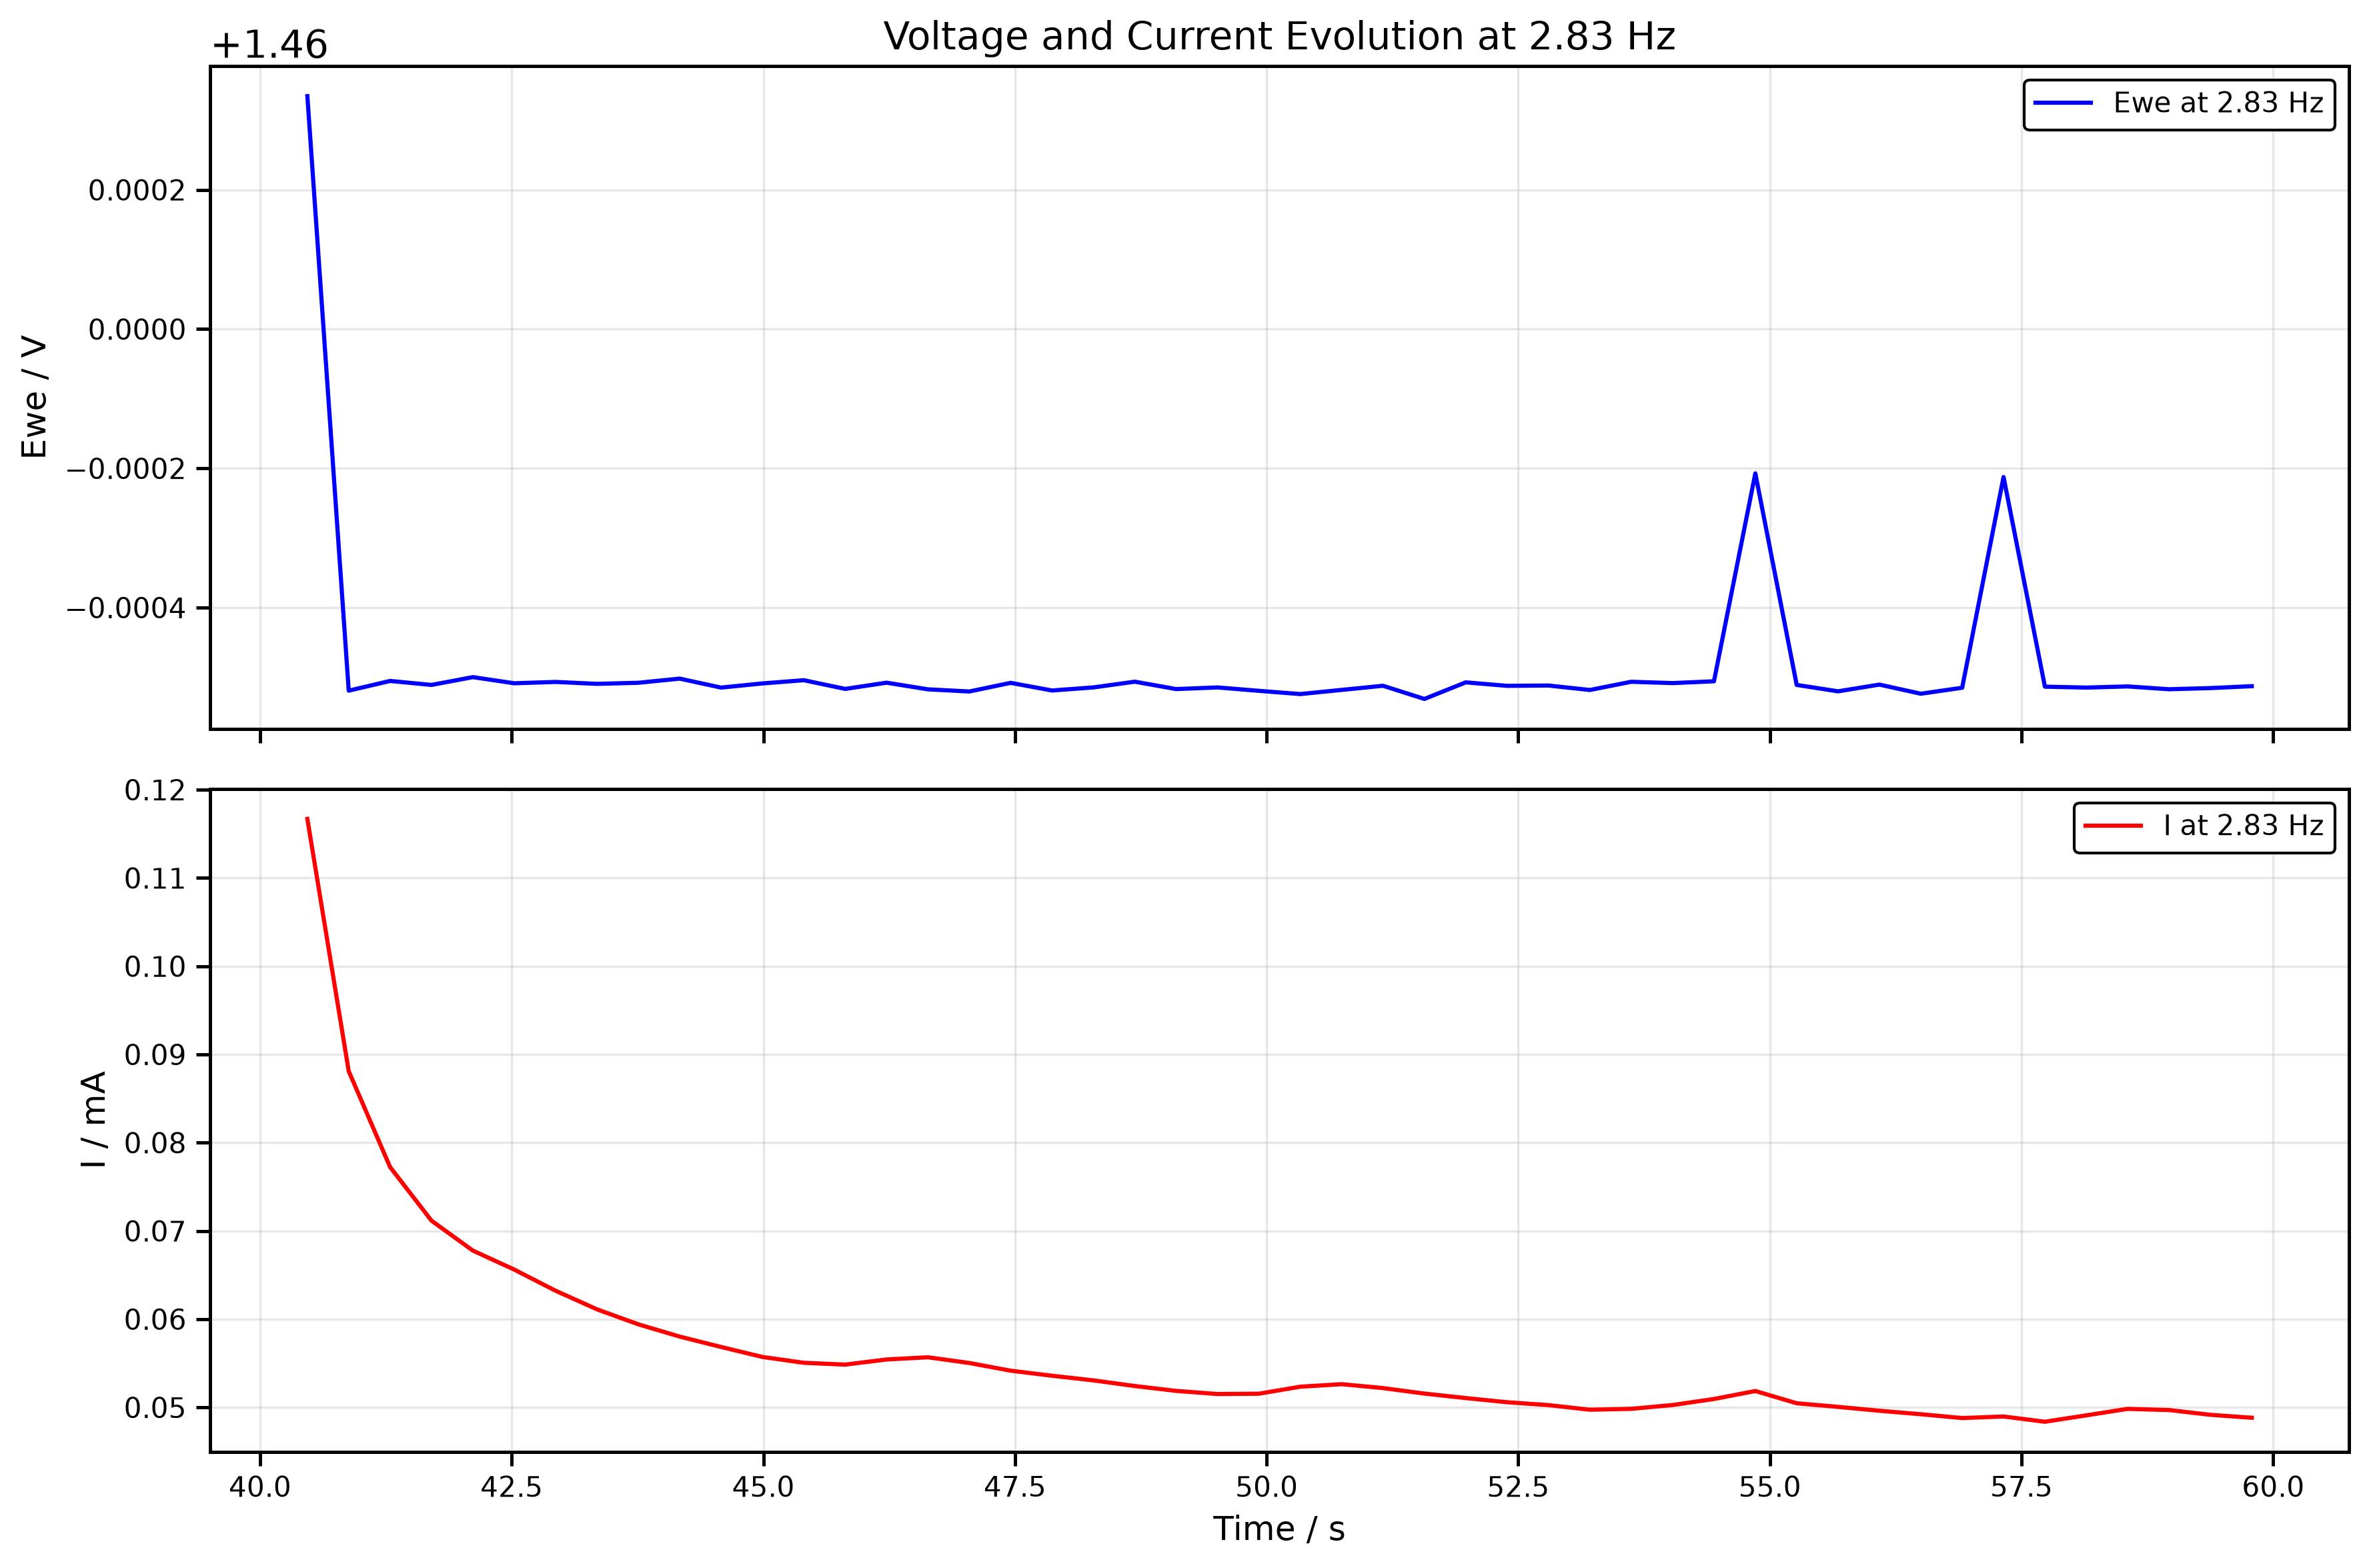 Voltage and Current Evolution at 2.83 Hz
+1.46
Ewe at 2.83 Hz
0.0002
0.0000
−0.0002
−0.0004
Ewe / V
I at 2.83 Hz
0.12
0.11
0.10
0.09
0.08
0.07
0.06
0.05
I / mA
40.0 42.5 45.0 47.5 50.0 52.5 55.0 57.5 60.0
Time / s